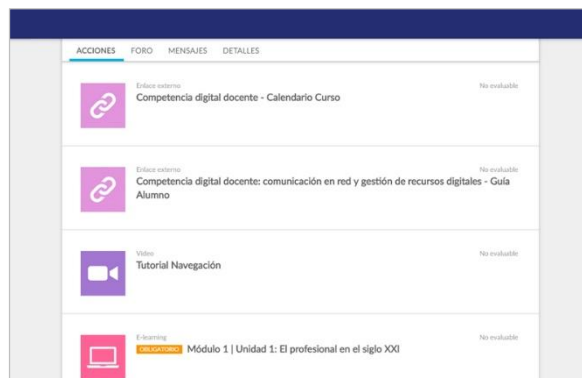 ACCIONES FORO MENSAJES DETALLES
Enlace externo No evaluable
Competencia digital docente - Calendario Curso
Enlace externo No evaluable
Competencia digital docente: comunicación en red y gestión de recursos digitales - Guía
Alumno
Vídeo No evaluable
Tutorial Navegación
E-learning No evaluable
OBLIGATORIO Módulo 1 | Unidad 1: El profesional en el siglo XXI